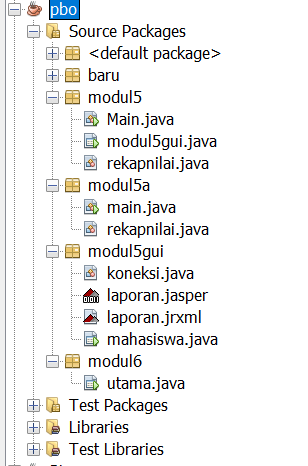 pbo
Source Packages
<default package>
baru
modul5
Main.java
modul5gui.java
rekapnilai.java
modul5a
main.java
rekapnilai.java
modul5gui
koneksi.java
laporan.jasper
laporan.jrxml
mahasiswa.java
modul6
utama.java
Test Packages
Libraries
Test Libraries